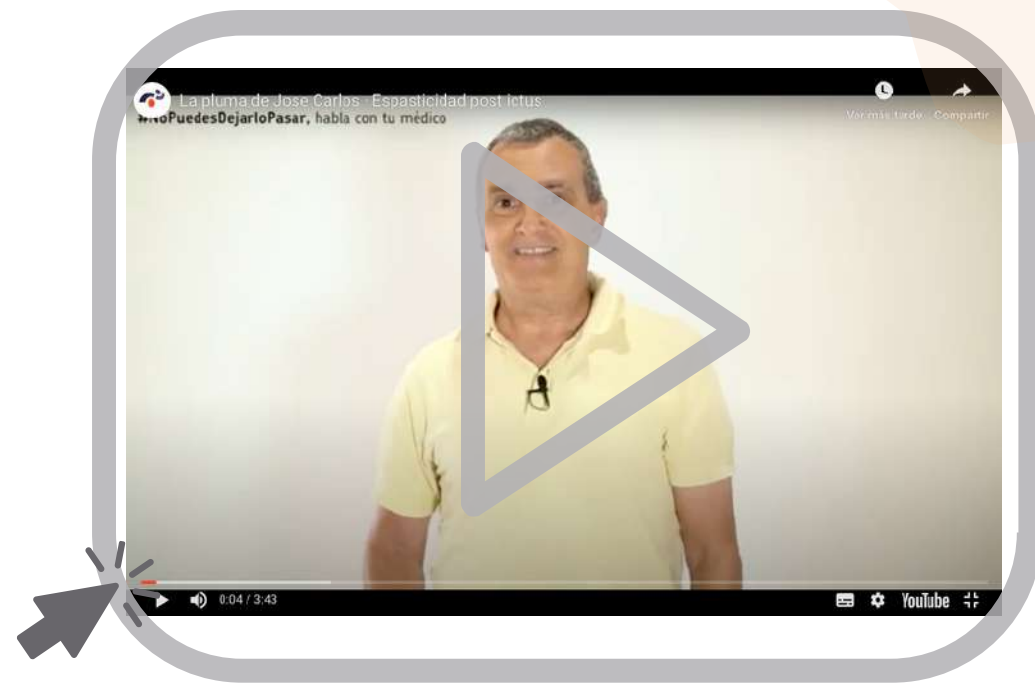 La pluma de Jose Carlos - Espasticidad post ictus
#NoPuedesDejarloPasar, habla con tu médico
Ver más tarde
Compartir
0:04 / 3:43
YouTube